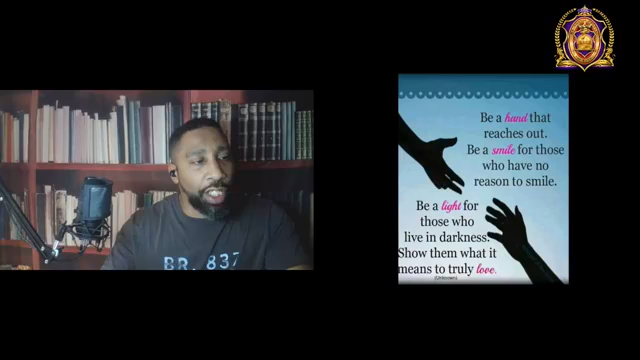 BR. 837
Be a hand that
reaches out.
Be a smile for those
who have no
reason to smile.
Be a light for
those who
live in darkness.
Show them what it
means to truly love.
(Unknown)